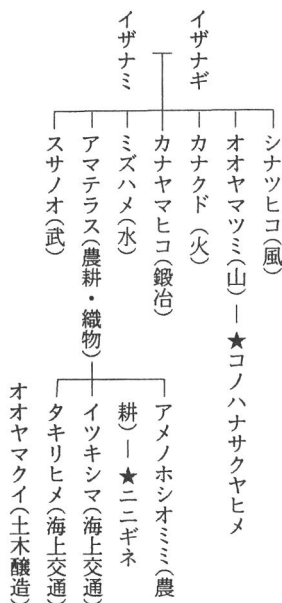 イザナギ
イザナミ
シナツヒコ(風)
オオヤマツミ(山)―★コノハナサクヤヒメ
カナクド(火)
カナヤマヒコ(鍛冶)
ミズハメ(水)
アマテラス(農耕・織物)
スサノオ(武)
アメノホシオミミ(農
耕)―★ニニギネ
イツキシマ(海上交通)
タキリヒメ(海上交通)
オオヤマクイ(土木醸造)